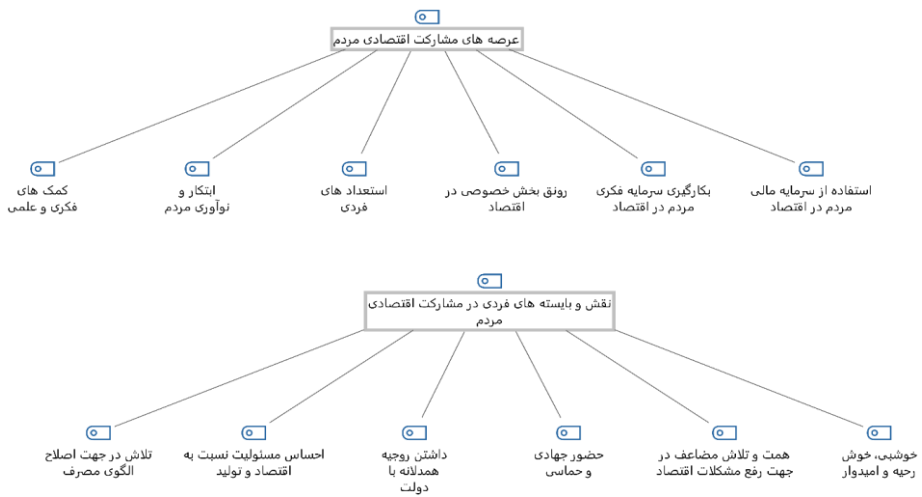 عرصه های مشارکت اقتصادی مردم
استفاده از سرمایه مالی
مردم در اقتصاد
بکارگیری سرمایه فکری
مردم در اقتصاد
رونق بخش خصوصی در
اقتصاد
استعداد های
فردی
ابتکار و
نوآوری مردم
کمک های
فکری و علمی
نقش و بایسته های فردی در مشارکت اقتصادی
مردم
خوشبی، خوش
رحیه و امیدوار
همت و تلاش مضاعف در
جهت رفع مشکلات اقتصاد
حضور جهادی
و حماسی
داشتن روجیه
همدلانه با
دولت
احساس مسئولیت نسبت به
اقتصاد و تولید
تلاش در جهت اصلاح
الگوی مصرف